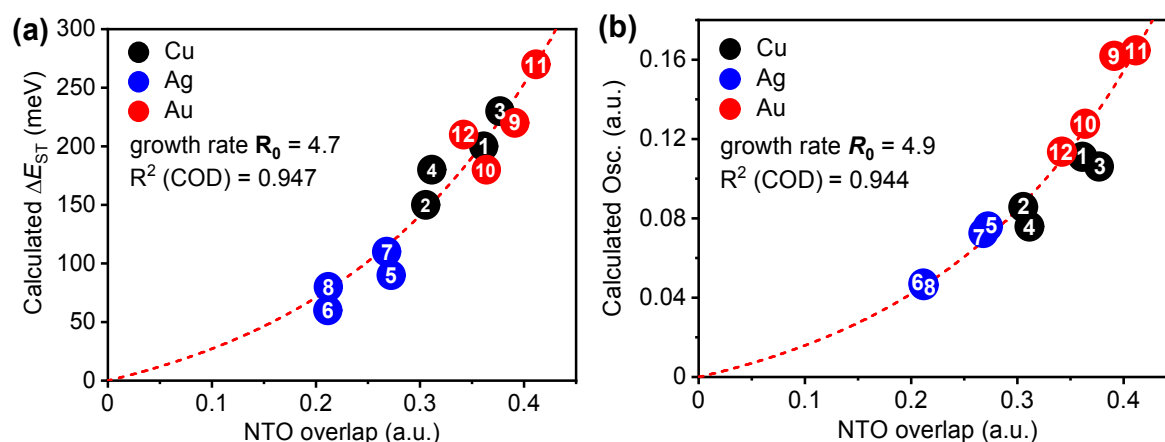 (a)
300
250
200
150
100
50
0
Calculated ΔE_ST (meV)
Cu
Ag
Au
growth rate R₀ = 4.7
R² (COD) = 0.947
11
3
9
12
1
10
4
2
7
5
8
6
0
0.1
0.2
0.3
0.4
NTO overlap (a.u.)
(b)
0.16
0.12
0.08
0.04
0
Calculated Osc. (a.u.)
Cu
Ag
Au
growth rate R₀ = 4.9
R² (COD) = 0.944
9
11
10
12
1
3
2
4
7
5
6
8
0
0.1
0.2
0.3
0.4
NTO overlap (a.u.)